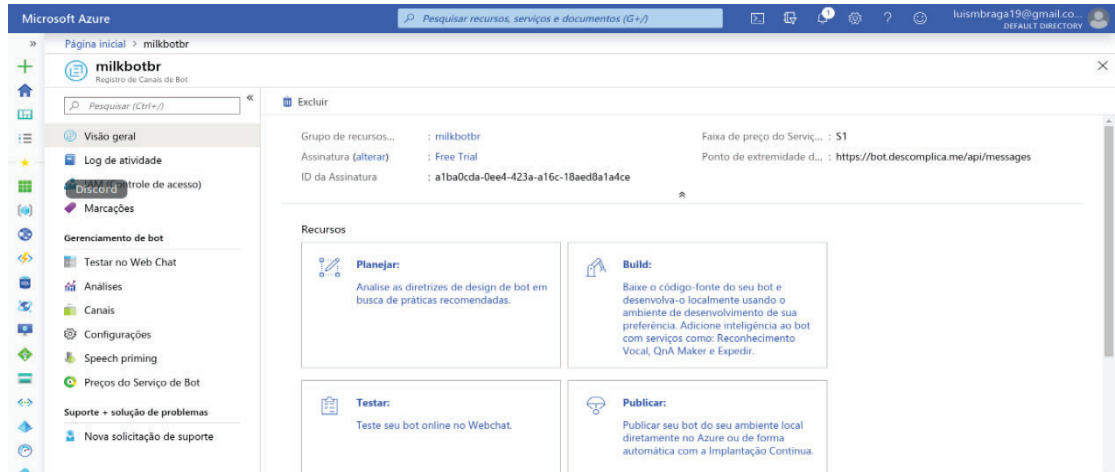 Microsoft Azure
Pesquisar recursos, serviços e documentos (G+/)
luismbraga19@gmail.co...
DEFAULT DIRECTORY
Página inicial > milkbotbr
milkbotbr
Registro de Canais de Bot
Pesquisar (Ctrl+/)
Visão geral
Log de atividade
IAM (Controle de acesso)
Discord
Marcações
Gerenciamento de bot
Testar no Web Chat
Análises
Canais
Configurações
Speech priming
Preços do Serviço de Bot
Suporte + solução de problemas
Nova solicitação de suporte
Excluir
Grupo de recursos... : milkbotbr
Assinatura (alterar) : Free Trial
ID da Assinatura : a1ba0cda-0ee4-423a-a16c-18aed8a1a4ce
Faixa de preço do Serviç... : S1
Ponto de extremidade d... : https://bot.descomplica.me/api/messages
Recursos
Planejar:
Analise as diretrizes de design de bot em
busca de práticas recomendadas.
Build:
Baixe o código-fonte do seu bot e
desenvolva-o localmente usando o
ambiente de desenvolvimento de sua
preferência. Adicione inteligência ao bot
com serviços como: Reconhecimento
Vocal, QnA Maker e Expedir.
Testar:
Teste seu bot online no Webchat.
Publicar:
Publicar seu bot do seu ambiente local
diretamente no Azure ou de forma
automática com a Implantação Contínua.